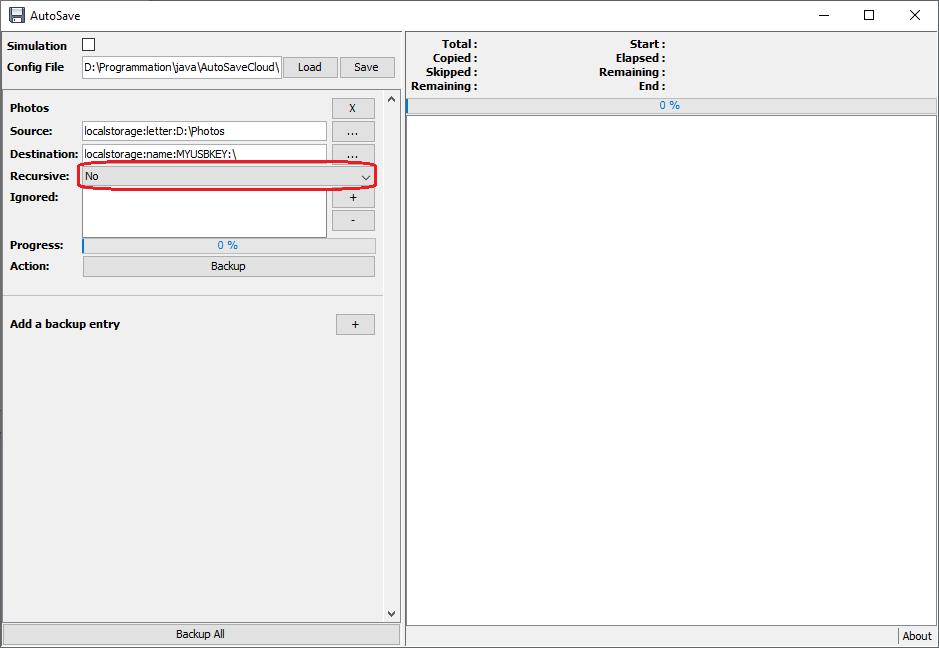 AutoSave
Simulation
Config File D:\Programmation\java\AutoSaveCloud\ Load Save
Photos X
Source: localstorage:letter:D:\Photos ...
Destination: localstorage:name:MYUSBKEY:\ ...
Recursive: No
Ignored: +
-
Progress: 0 %
Action: Backup
Add a backup entry +
Backup All
Total : Start :
Copied : Elapsed :
Skipped : Remaining :
Remaining : End :
0 %
About